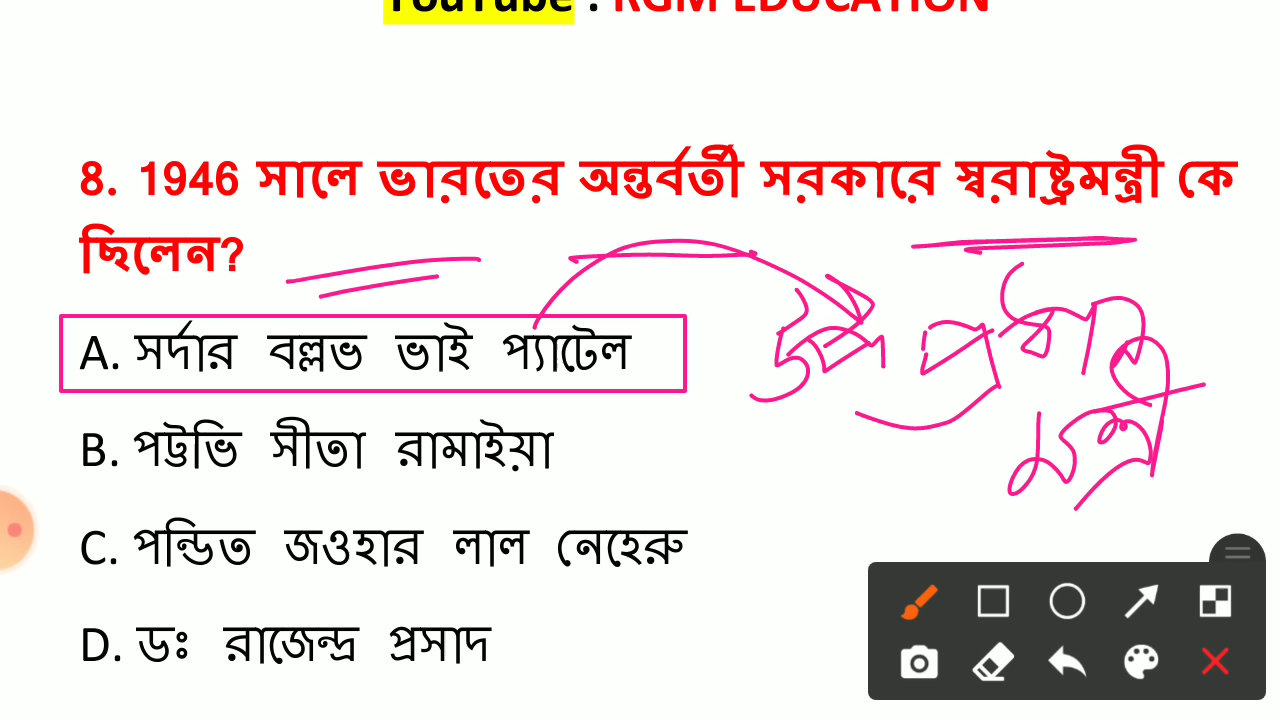 YouTube : RGM EDUCATION
8. 1946 সালে ভারতের অন্তর্বর্তী সরকারে স্বরাষ্ট্রমন্ত্রী কে
ছিলেন?
A. সর্দার বল্লভ ভাই প্যাটেল
উপ প্রধান
মন্ত্রী
B. পট্টভি সীতা রামাইয়া
C. পন্ডিত জওহার লাল নেহেরু
D. ডঃ রাজেন্দ্র প্রসাদ